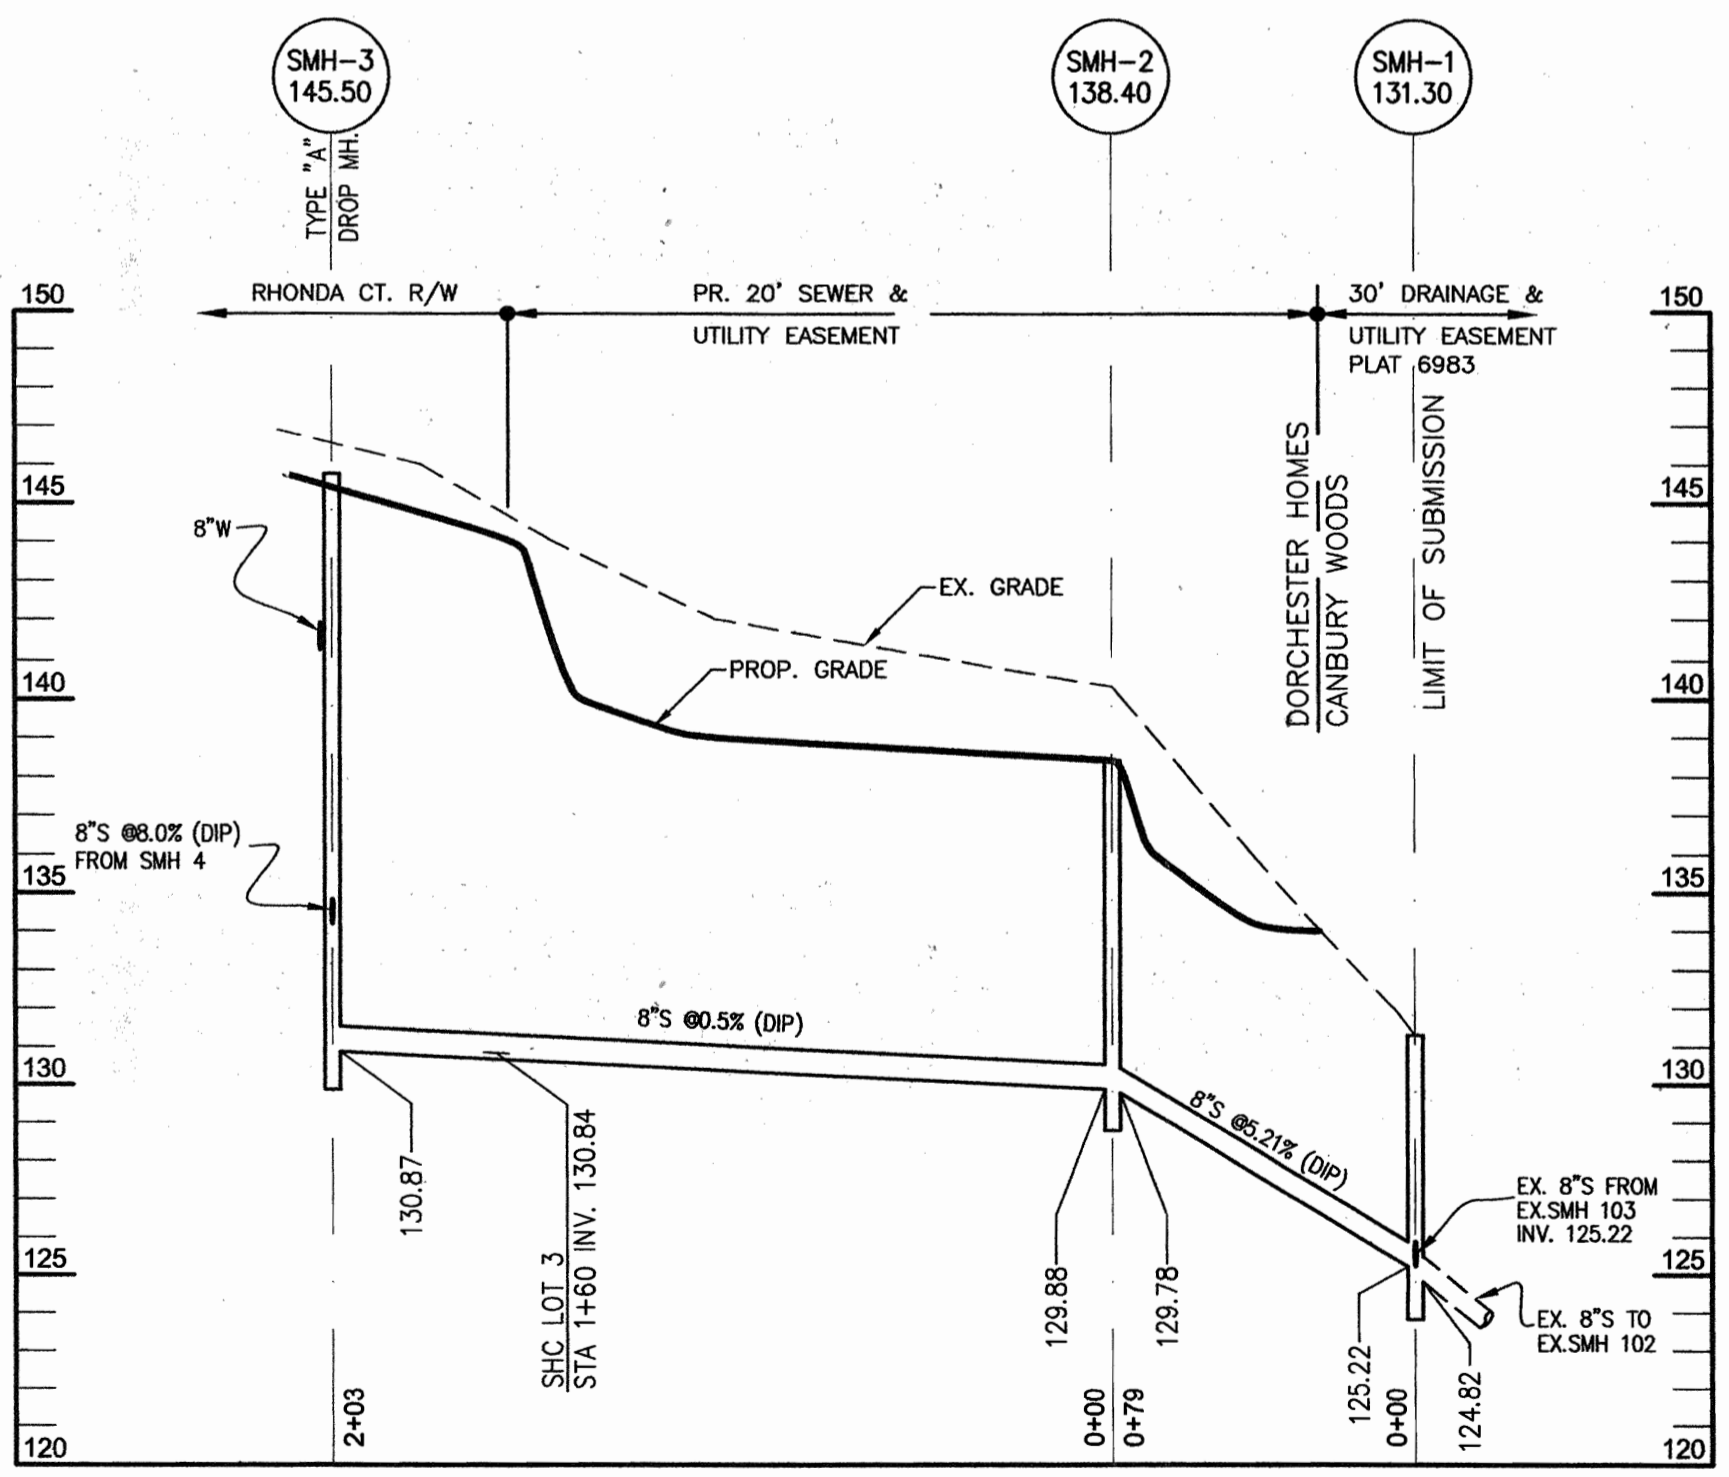 SMH-3
145.50
SMH-2
138.40
SMH-1
131.30
TYPE "A"
DROP MH.
RHONDA CT. R/W
PR. 20' SEWER &
UTILITY EASEMENT
30' DRAINAGE &
UTILITY EASEMENT
PLAT 6983
150
150
145
145
140
140
135
135
130
130
125
125
120
120
DORCHESTER HOMES
CANBURY WOODS
LIMIT OF SUBMISSION
8"W
EX. GRADE
PROP. GRADE
8"S @8.0% (DIP)
FROM SMH 4
8"S @0.5% (DIP)
8"S @5.21% (DIP)
130.87
SHC LOT 3
STA 1+60 INV. 130.84
129.88
129.78
125.22
124.82
EX. 8"S FROM
EX.SMH 103
INV. 125.22
EX. 8"S TO
EX.SMH 102
2+03
0+00
0+79
0+00